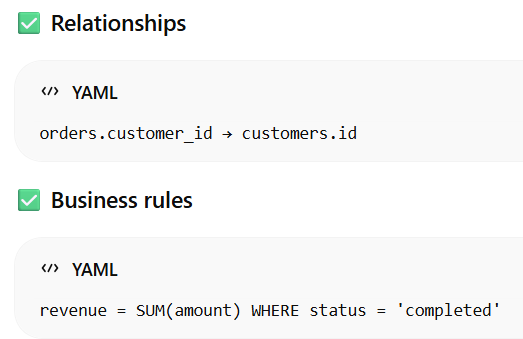 ✅ Relationships
</> YAML
orders.customer_id → customers.id
✅ Business rules
</> YAML
revenue = SUM(amount) WHERE status = 'completed'